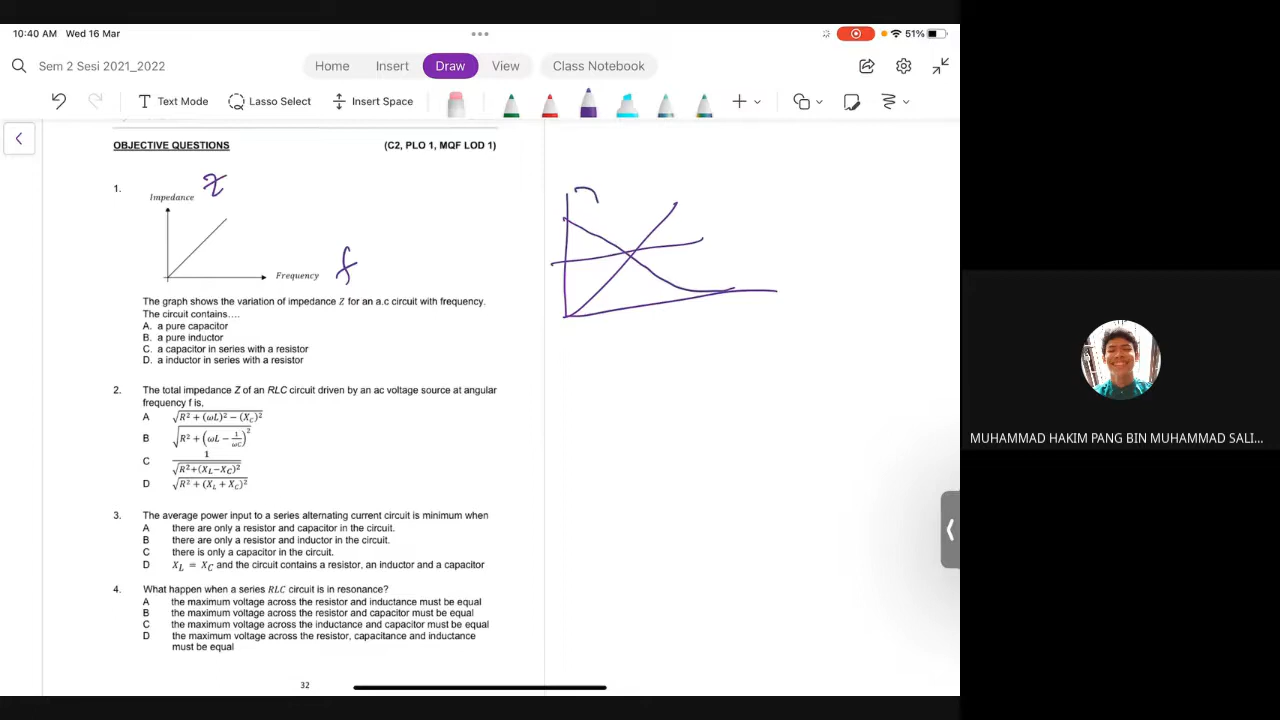 10:40 AM Wed 16 Mar
51%
Sem 2 Sesi 2021_2022
Home Insert Draw View Class Notebook
Text Mode Lasso Select Insert Space
OBJECTIVE QUESTIONS (C2, PLO 1, MQF LOD 1)
1.
Impedance Z
Frequency f
The graph shows the variation of impedance Z for an a.c circuit with frequency.
The circuit contains….
A. a pure capacitor
B. a pure inductor
C. a capacitor in series with a resistor
D. a inductor in series with a resistor
2. The total impedance Z of an RLC circuit driven by an ac voltage source at angular
frequency f is,
A √(R² + (ωL)² − (X_C)²)
B √(R² + (ωL − 1/ωC)²)
C 1/√(R²+(X_L−X_C)²)
D √(R² + (X_L + X_C)²)
3. The average power input to a series alternating current circuit is minimum when
A there are only a resistor and capacitor in the circuit.
B there are only a resistor and inductor in the circuit.
C there is only a capacitor in the circuit.
D X_L = X_C and the circuit contains a resistor, an inductor and a capacitor
4. What happen when a series RLC circuit is in resonance?
A the maximum voltage across the resistor and inductance must be equal
B the maximum voltage across the resistor and capacitor must be equal
C the maximum voltage across the inductance and capacitor must be equal
D the maximum voltage across the resistor, capacitance and inductance
must be equal
32
MUHAMMAD HAKIM PANG BIN MUHAMMAD SALI...